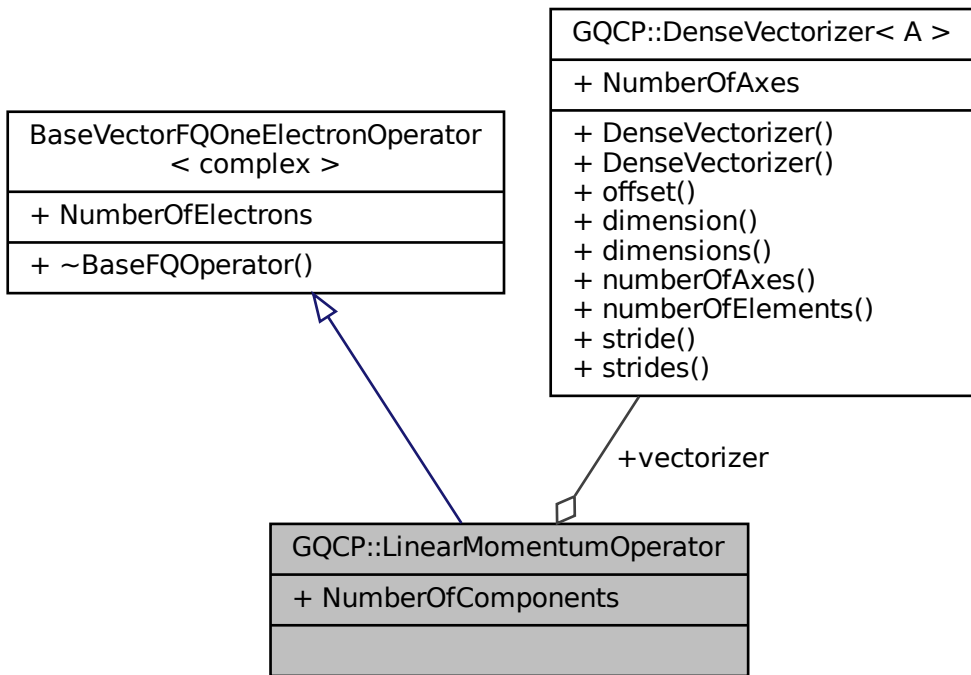 GQCP::DenseVectorizer< A >
+ NumberOfAxes
+ DenseVectorizer()
+ DenseVectorizer()
+ offset()
+ dimension()
+ dimensions()
+ numberOfAxes()
+ numberOfElements()
+ stride()
+ strides()
BaseVectorFQOneElectronOperator
< complex >
+ NumberOfElectrons
+ ~BaseFQOperator()
+vectorizer
GQCP::LinearMomentumOperator
+ NumberOfComponents